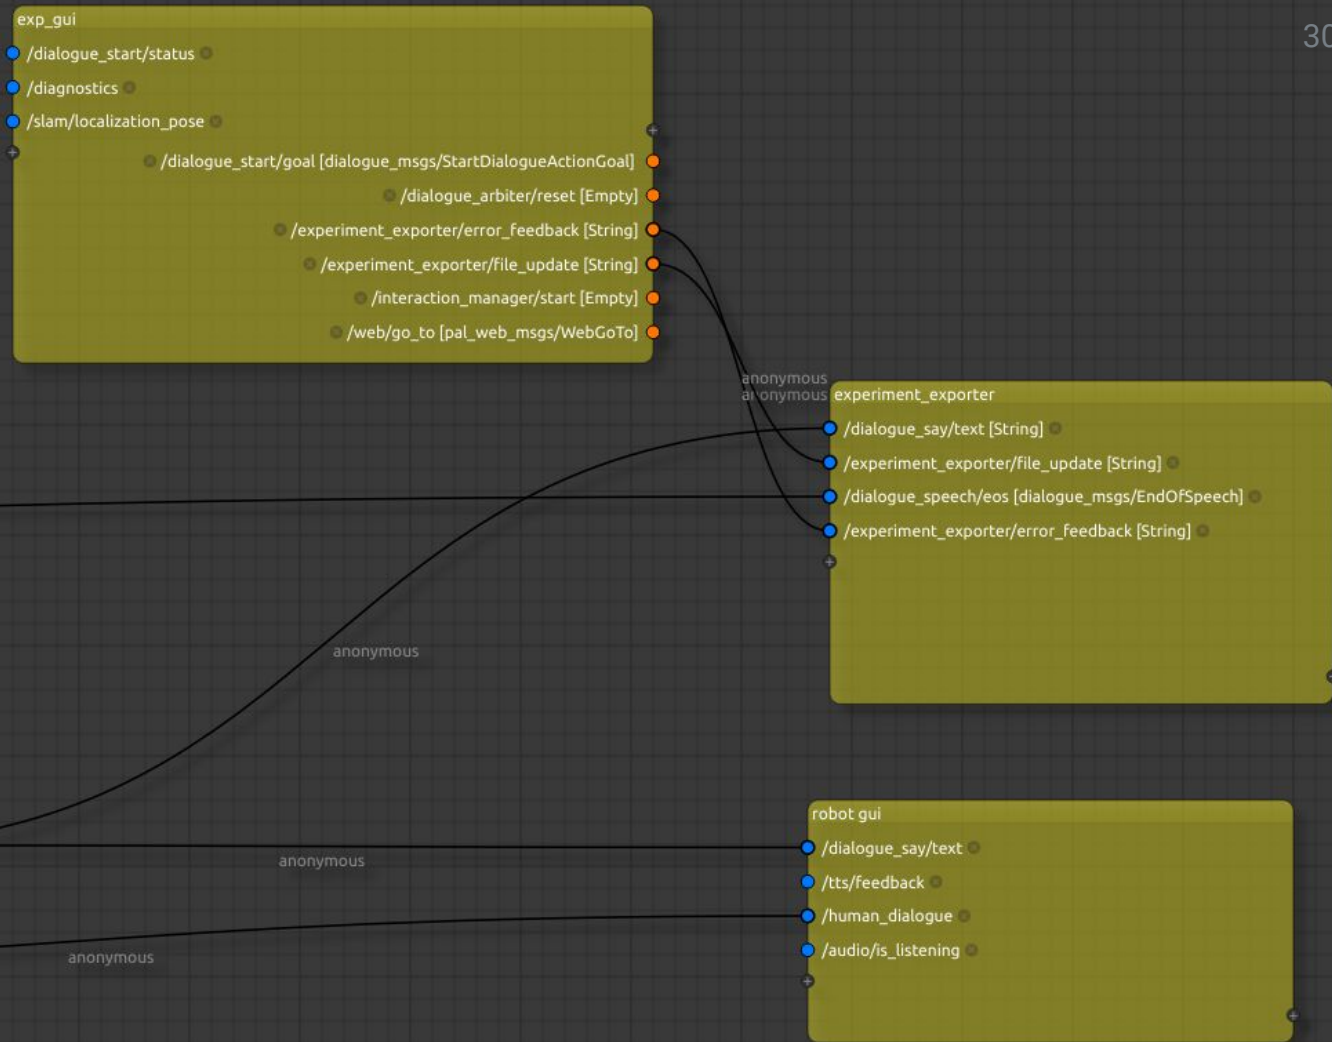 exp_gui
30
/dialogue_start/status
/diagnostics
/slam/localization_pose
/dialogue_start/goal [dialogue_msgs/StartDialogueActionGoal]
/dialogue_arbiter/reset [Empty]
/experiment_exporter/error_feedback [String]
/experiment_exporter/file_update [String]
/interaction_manager/start [Empty]
/web/go_to [pal_web_msgs/WebGoTo]
anonymous
anonymous
experiment_exporter
/dialogue_say/text [String]
/experiment_exporter/file_update [String]
/dialogue_speech/eos [dialogue_msgs/EndOfSpeech]
/experiment_exporter/error_feedback [String]
anonymous
robot gui
/dialogue_say/text
anonymous
/tts/feedback
/human_dialogue
/audio/is_listening
anonymous